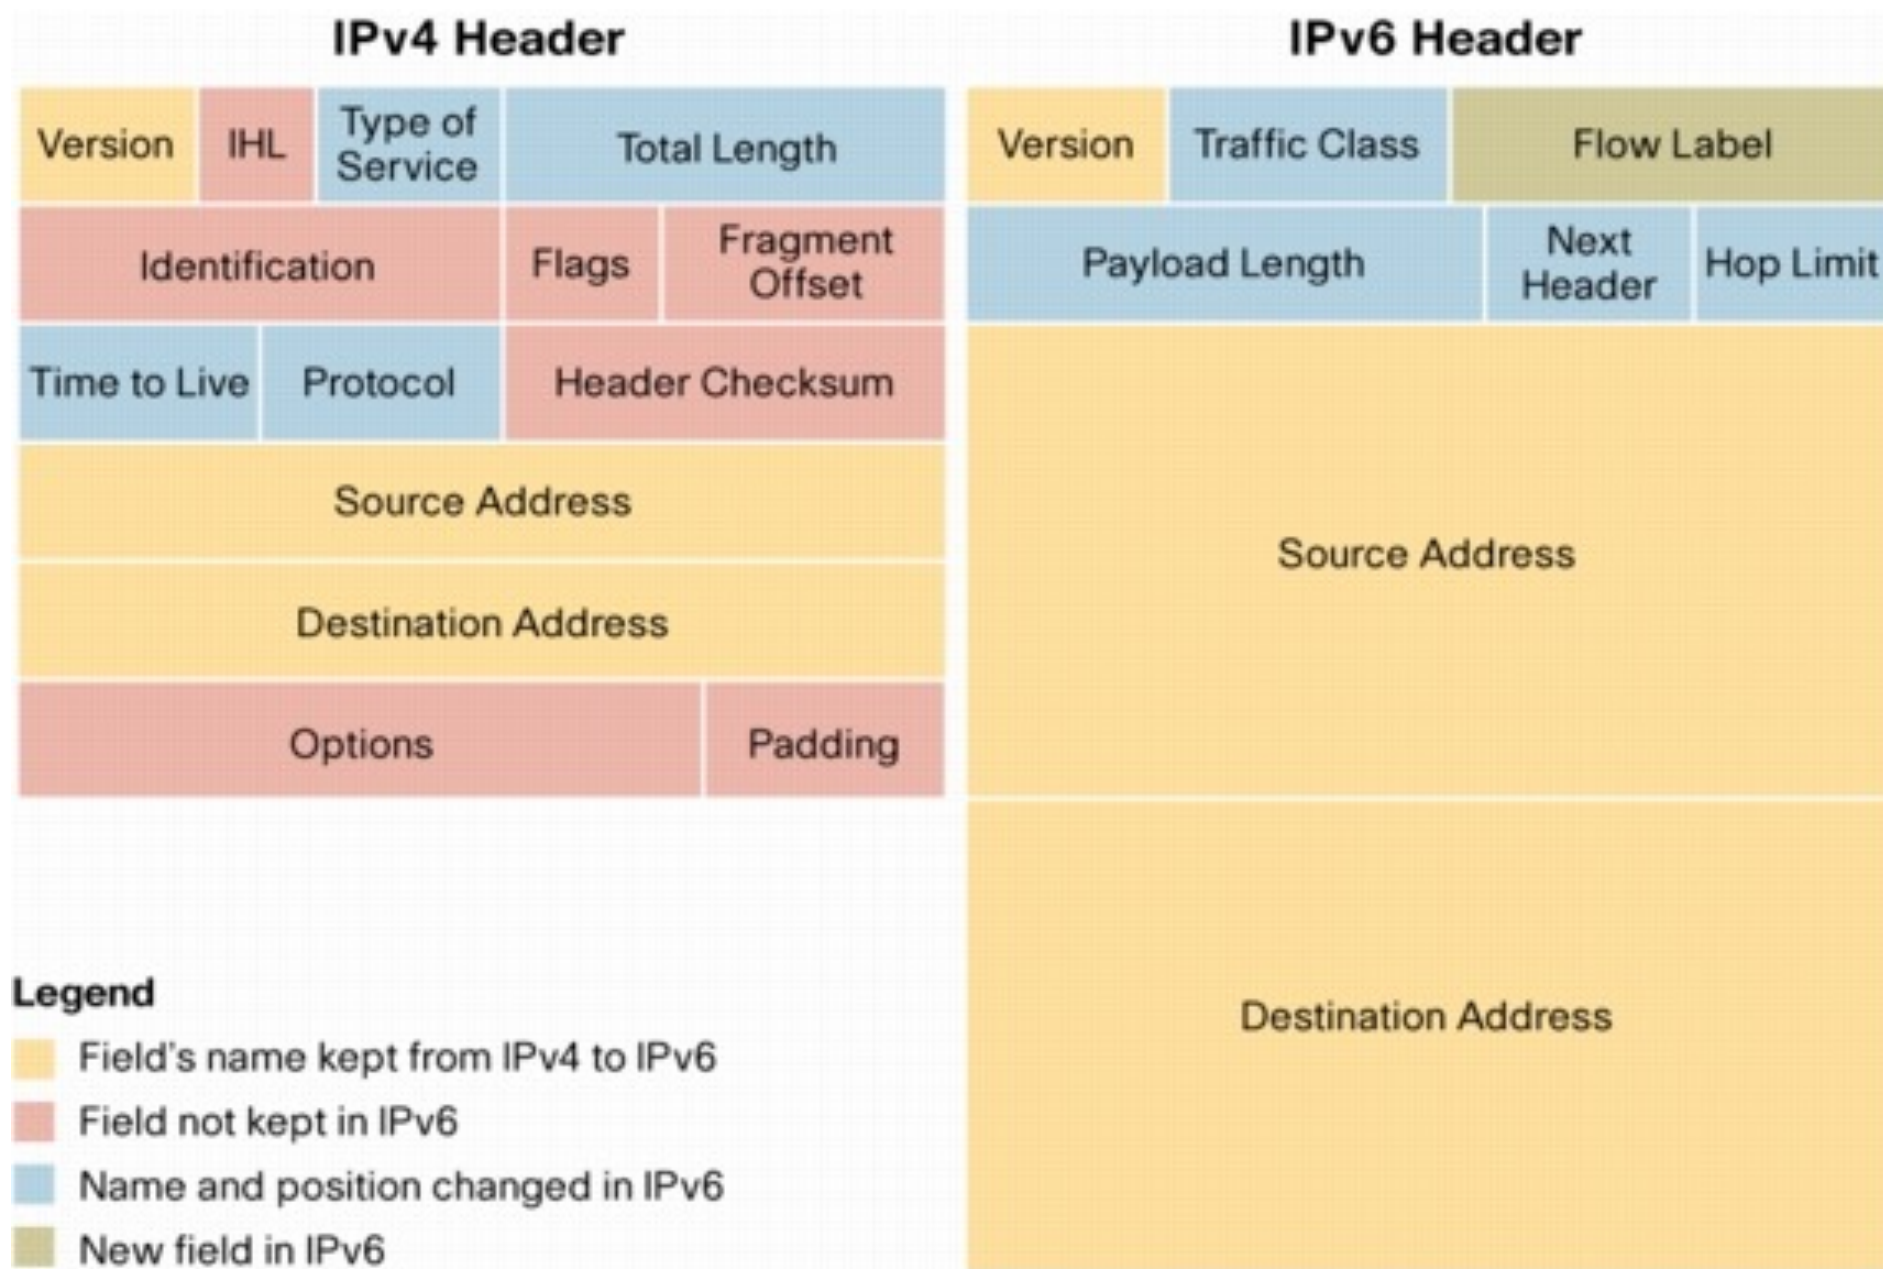 IPv4 Header
IPv6 Header
Version
IHL
Type of
Service
Total Length
Identification
Flags
Fragment
Offset
Time to Live
Protocol
Header Checksum
Source Address
Destination Address
Options
Padding
Version
Traffic Class
Flow Label
Payload Length
Next
Header
Hop Limit
Source Address
Destination Address
Legend
Field's name kept from IPv4 to IPv6
Field not kept in IPv6
Name and position changed in IPv6
New field in IPv6